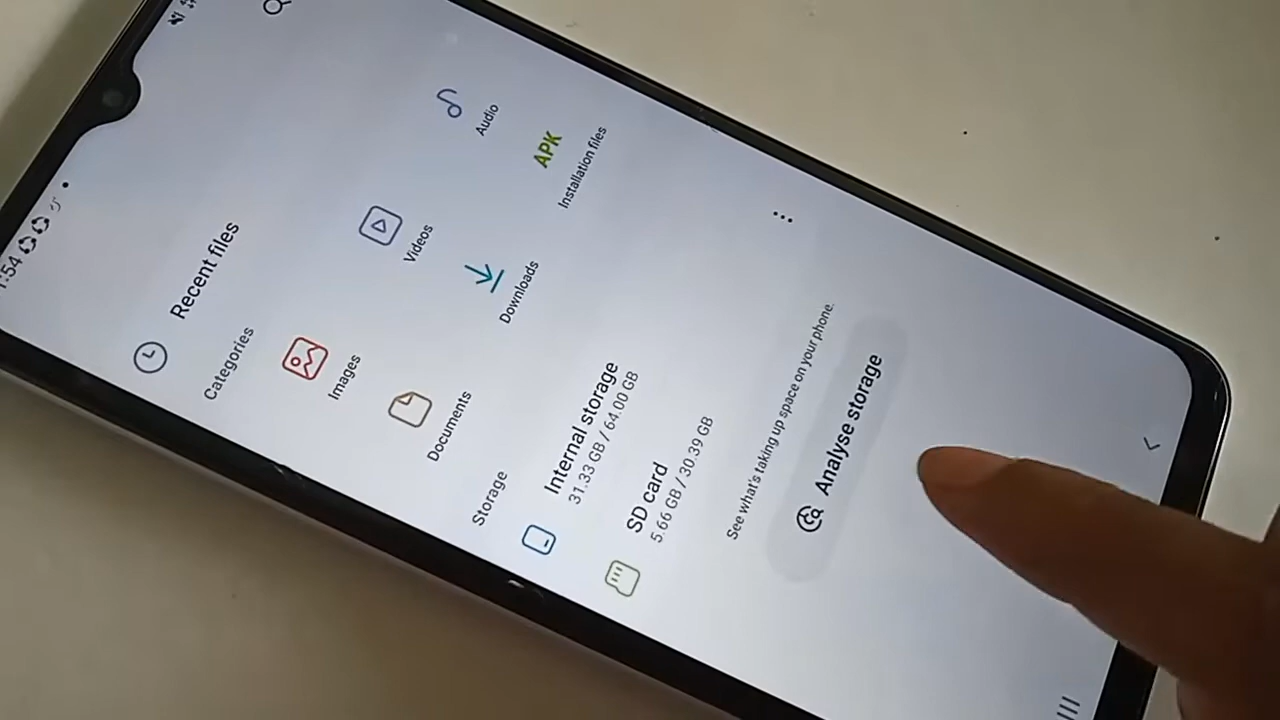 :54
Recent files
Categories
Images
Videos
Audio
Documents
Downloads
APK
Installation files
Storage
Internal storage
31.33 GB / 64.00 GB
SD card
5.66 GB / 30.39 GB
See what's taking up space on your phone.
Analyse storage